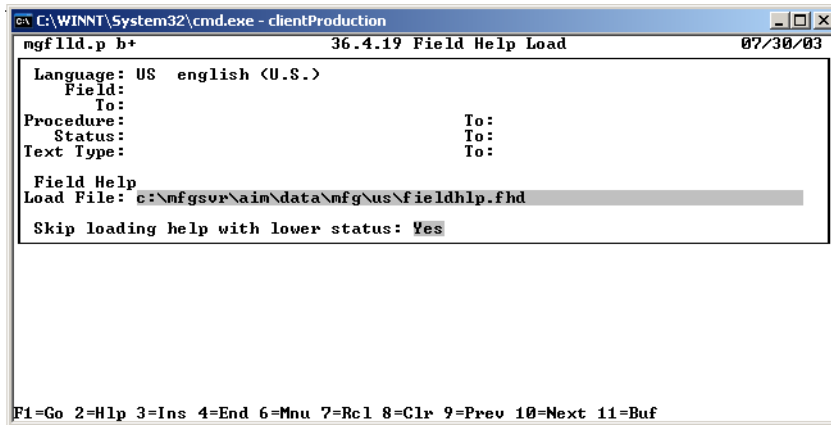 C:\WINNT\System32\cmd.exe - clientProduction
mgflld.p b+ 36.4.19 Field Help Load 07/30/03
Language: US english (U.S.)
Field:
To:
Procedure: To:
Status: To:
Text Type: To:
Field Help
Load File: c:\mfgsvr\aim\data\mfg\us\fieldhlp.fhd
Skip loading help with lower status: Yes
F1=Go 2=Hlp 3=Ins 4=End 6=Mnu 7=Rcl 8=Clr 9=Prev 10=Next 11=Buf